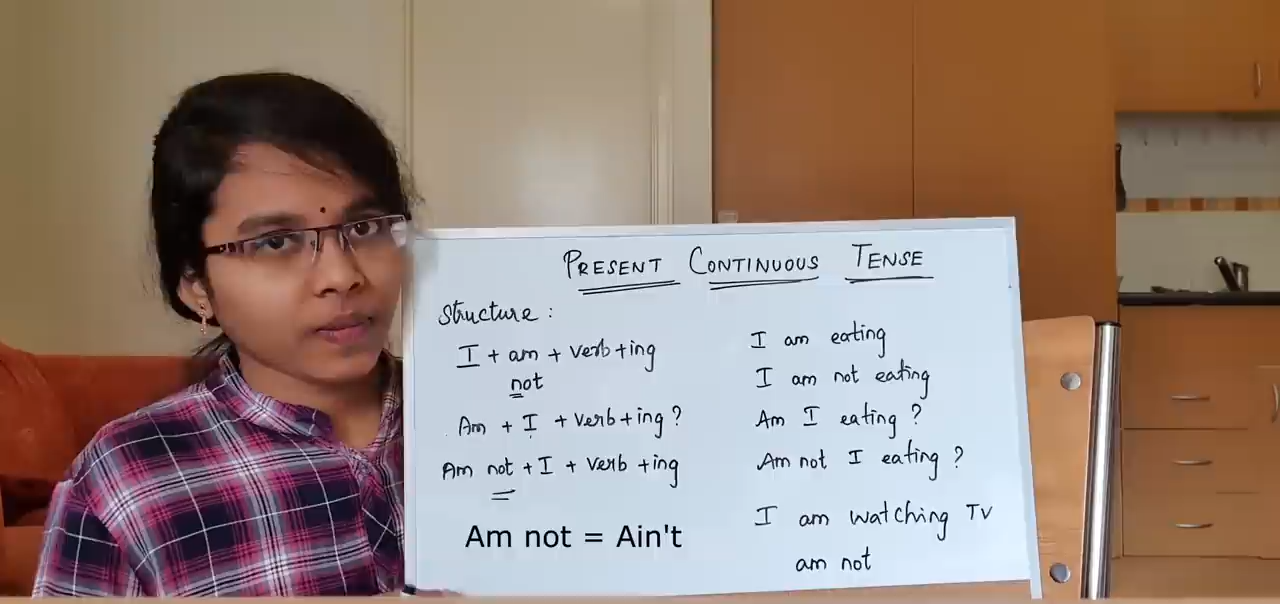 PRESENT CONTINUOUS TENSE
Structure :
I + am + verb+ing
not
Am + I + verb+ing ?
Am not + I + verb +ing
Am not = Ain't
I am eating
I am not eating
Am I eating ?
Am not I eating ?
I am watching TV
am not